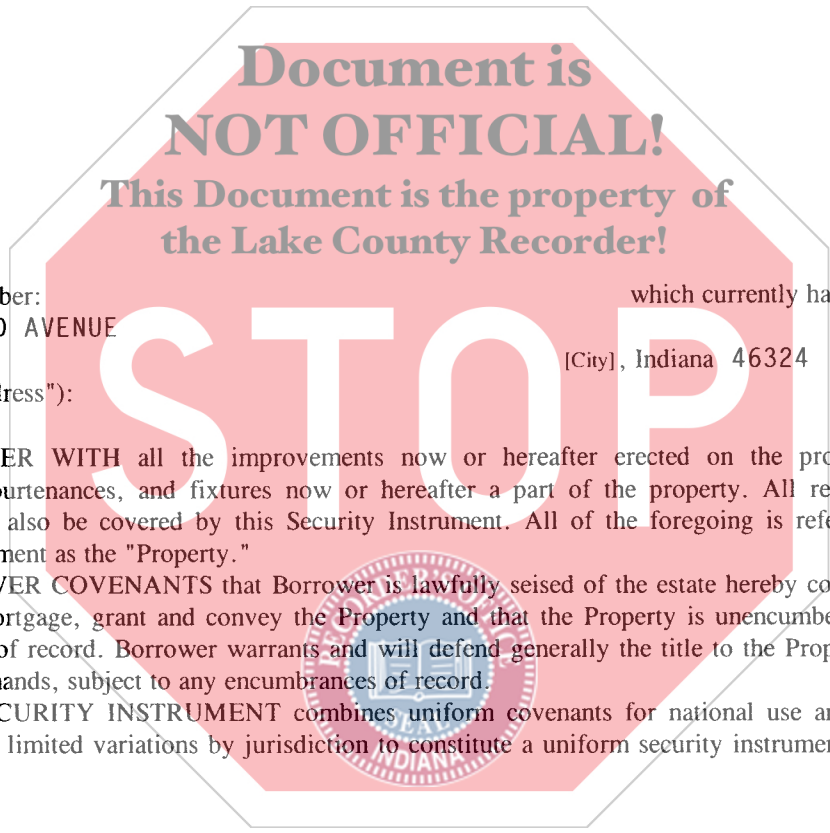 Document is
NOT OFFICIAL!
This Document is the property of
the Lake County Recorder!
ber: which currently ha
O AVENUE
[City], Indiana 46324
ress"):
STOP
ER WITH all the improvements now or hereafter erected on the pro
ourtenances, and fixtures now or hereafter a part of the property. All re
also be covered by this Security Instrument. All of the foregoing is refe
ment as the "Property."
VER COVENANTS that Borrower is lawfully seised of the estate hereby co
ortgage, grant and convey the Property and that the Property is unencumbe
of record. Borrower warrants and will defend generally the title to the Prop
ands, subject to any encumbrances of record.
CURITY INSTRUMENT combines uniform covenants for national use a
limited variations by jurisdiction to constitute a uniform security instrumen
RECORDER'S OFFICE
SEAL
INDIANA